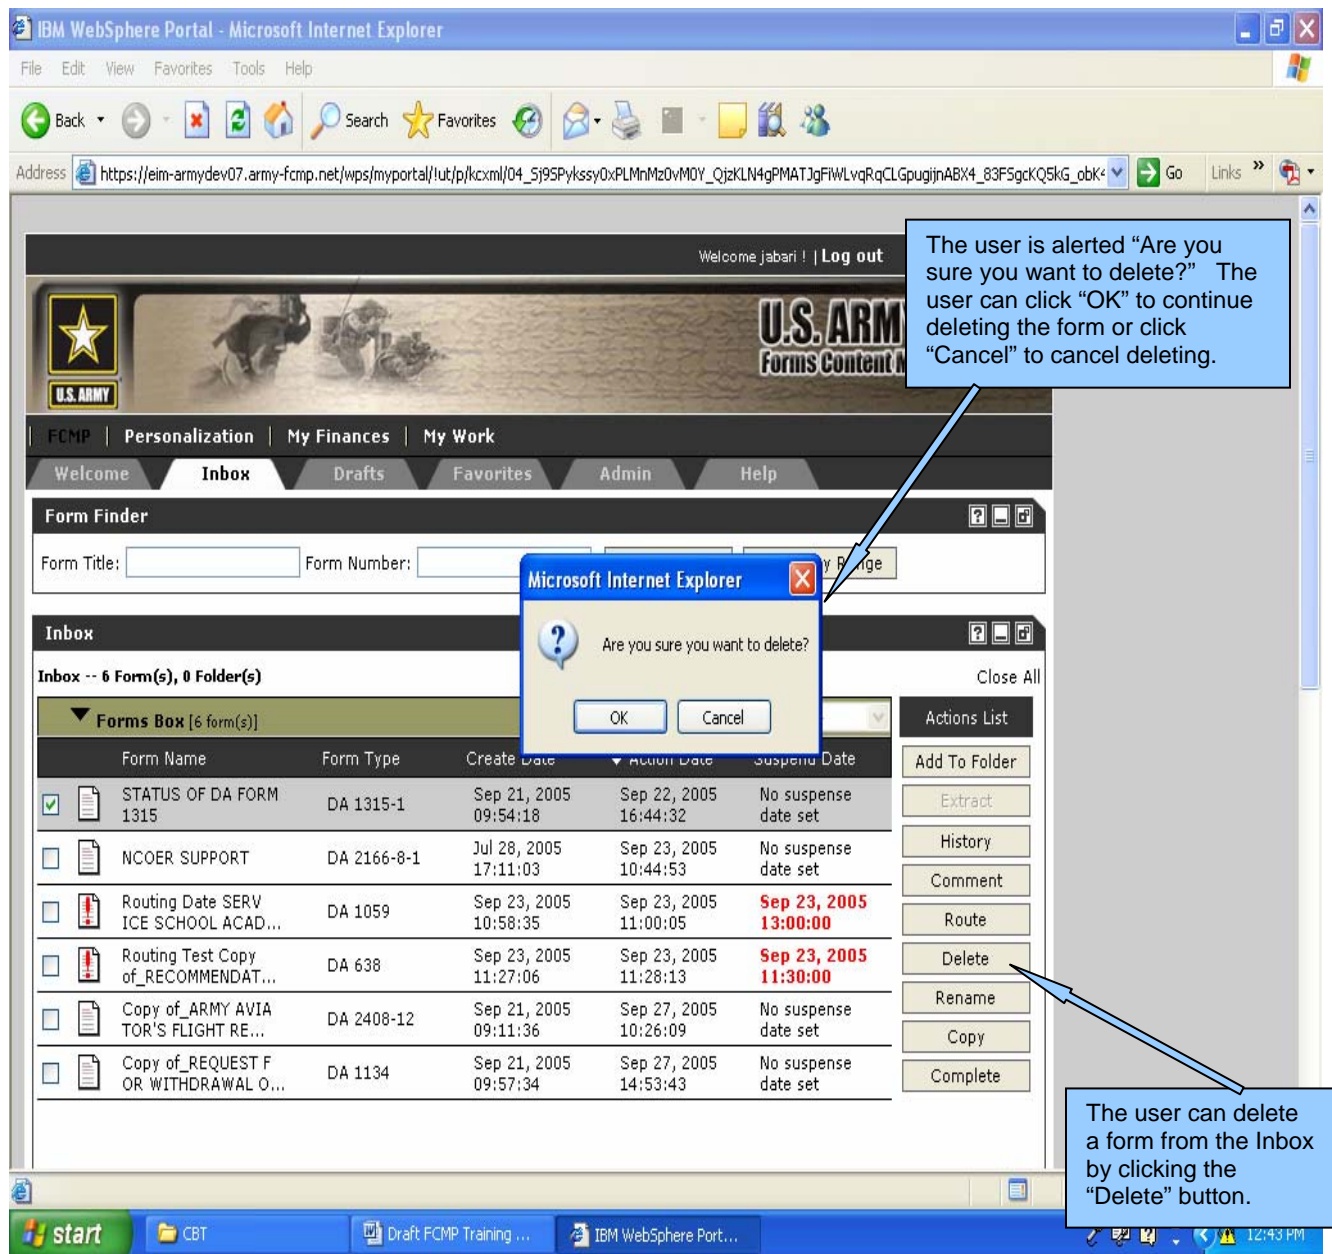 IBM WebSphere Portal - Microsoft Internet Explorer
File Edit View Favorites Tools Help
Back Search Favorites
Address https://eim-armydev07.army-fcmp.net/wps/myportal/!ut/p/kcxml/04_Sj9SPykssy0xPLMnMz0vM0Y_QjzKLN4gPMATJgFiWLvqRqCLGpugijnABX4_83FSgcKQ5kG_obK Go Links »
Welcome jabari ! | Log out
The user is alerted “Are you
sure you want to delete?” The
user can click “OK” to continue
deleting the form or click
“Cancel” to cancel deleting.
U.S. ARMY
U.S. ARM
Forms Content
FCMP | Personalization | My Finances | My Work
Welcome Inbox Drafts Favorites Admin Help
Form Finder
Form Title: Form Number:
Microsoft Internet Explorer
Are you sure you want to delete?
OK Cancel
Inbox
Inbox -- 6 Form(s), 0 Folder(s) Close All
Forms Box [6 form(s)] Actions List
Form Name Form Type Create Date Action Date Suspend Date
STATUS OF DA FORM
1315 DA 1315-1 Sep 21, 2005
09:54:18 Sep 22, 2005
16:44:32 No suspense
date set
NCOER SUPPORT DA 2166-8-1 Jul 28, 2005
17:11:03 Sep 23, 2005
10:44:53 No suspense
date set
Routing Date SERV
ICE SCHOOL ACAD... DA 1059 Sep 23, 2005
10:58:35 Sep 23, 2005
11:00:05 Sep 23, 2005
13:00:00
Routing Test Copy
of_RECOMMENDAT... DA 638 Sep 23, 2005
11:27:06 Sep 23, 2005
11:28:13 Sep 23, 2005
11:30:00
Copy of_ARMY AVIA
TOR'S FLIGHT RE... DA 2408-12 Sep 21, 2005
09:11:36 Sep 27, 2005
10:26:09 No suspense
date set
Copy of_REQUEST F
OR WITHDRAWAL O... DA 1134 Sep 21, 2005
09:57:34 Sep 27, 2005
14:53:43 No suspense
date set
Add To Folder
Extract
History
Comment
Route
Delete
Rename
Copy
Complete
The user can delete
a form from the Inbox
by clicking the
“Delete” button.
start CBT Draft FCMP Training ... IBM WebSphere Port... 12:43 PM